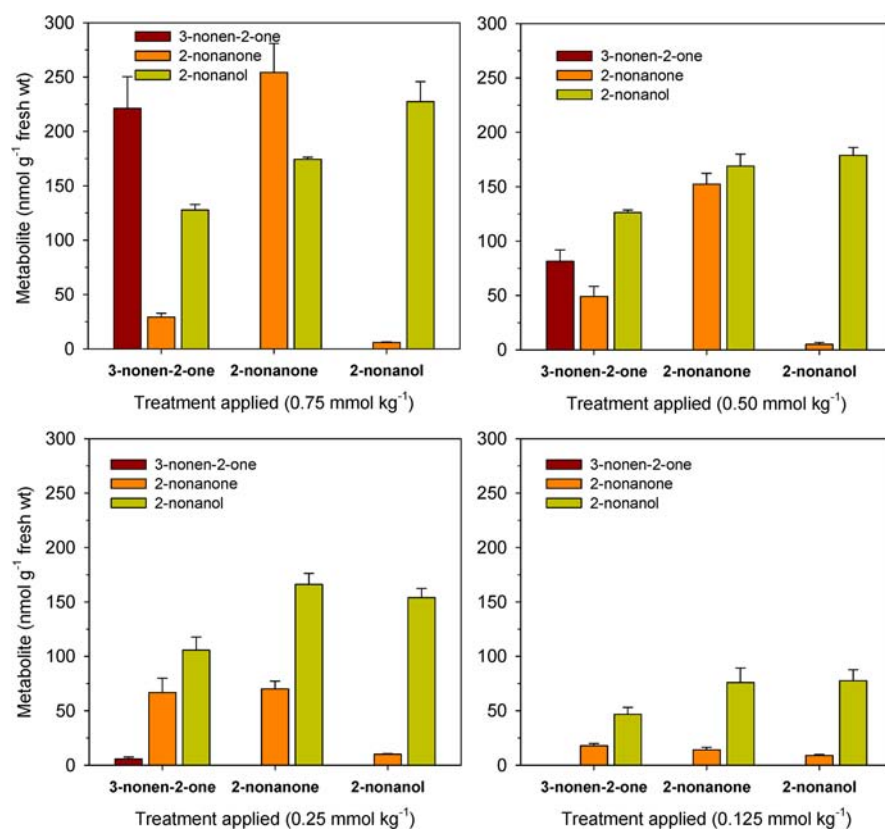 300
250
200
150
100
50
0
Metabolite (nmol g⁻¹ fresh wt)
3-nonen-2-one
2-nonanone
2-nonanol
3-nonen-2-one 2-nonanone 2-nonanol
Treatment applied (0.75 mmol kg⁻¹)
300
250
200
150
100
50
0
3-nonen-2-one
2-nonanone
2-nonanol
3-nonen-2-one 2-nonanone 2-nonanol
Treatment applied (0.50 mmol kg⁻¹)
300
250
200
150
100
50
0
Metabolite (nmol g⁻¹ fresh wt)
3-nonen-2-one
2-nonanone
2-nonanol
3-nonen-2-one 2-nonanone 2-nonanol
Treatment applied (0.25 mmol kg⁻¹)
300
250
200
150
100
50
0
3-nonen-2-one
2-nonanone
2-nonanol
3-nonen-2-one 2-nonanone 2-nonanol
Treatment applied (0.125 mmol kg⁻¹)